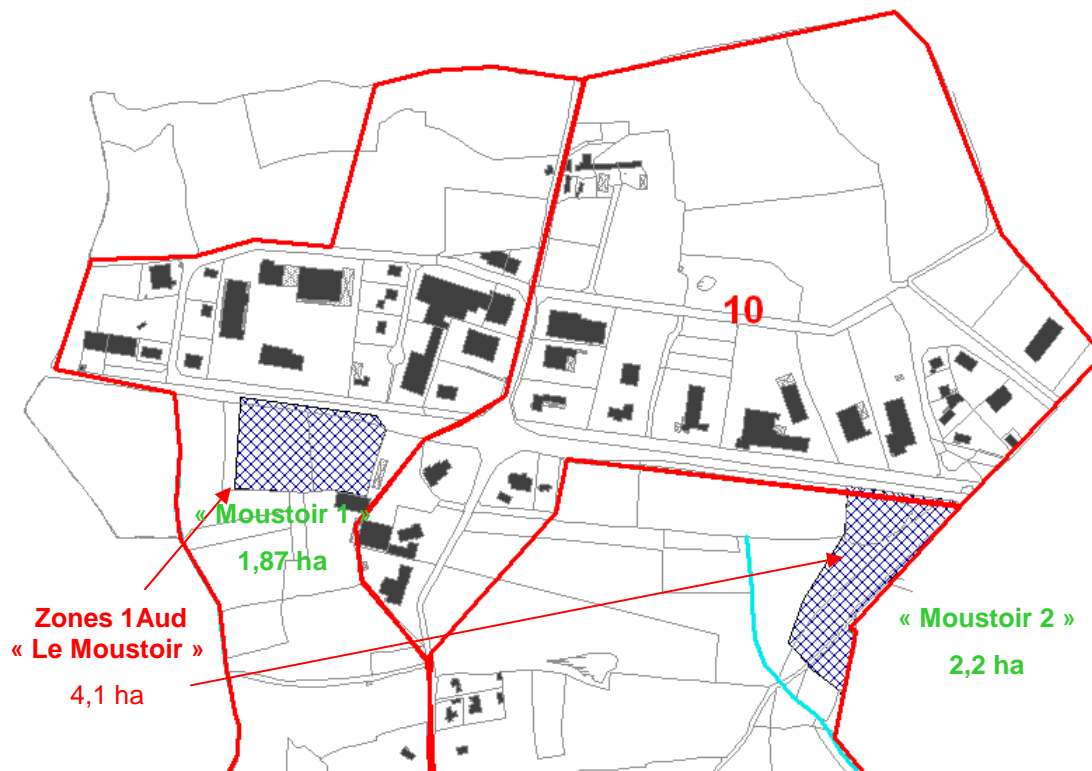 10
« Moustoir 1 »
1,87 ha
Zones 1Aud
« Le Moustoir »
4,1 ha
« Moustoir 2 »
2,2 ha